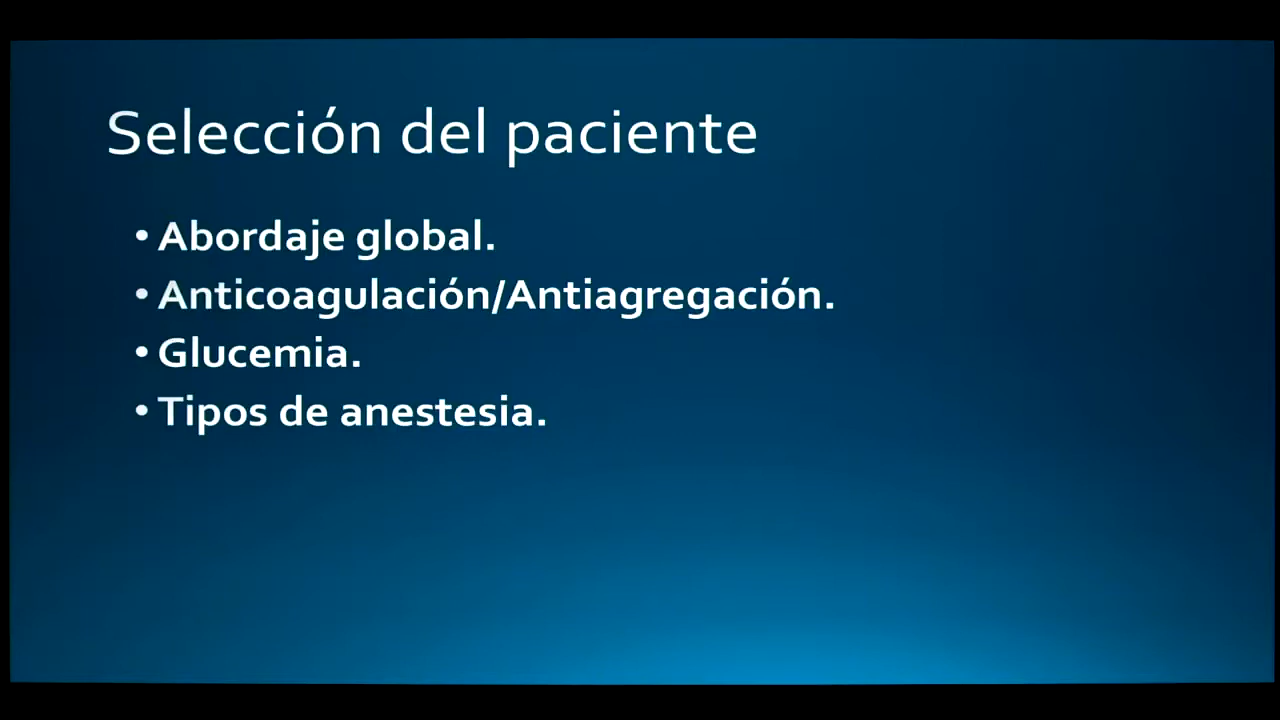 Selección del paciente
• Abordaje global.
• Anticoagulación/Antiagregación.
• Glucemia.
• Tipos de anestesia.